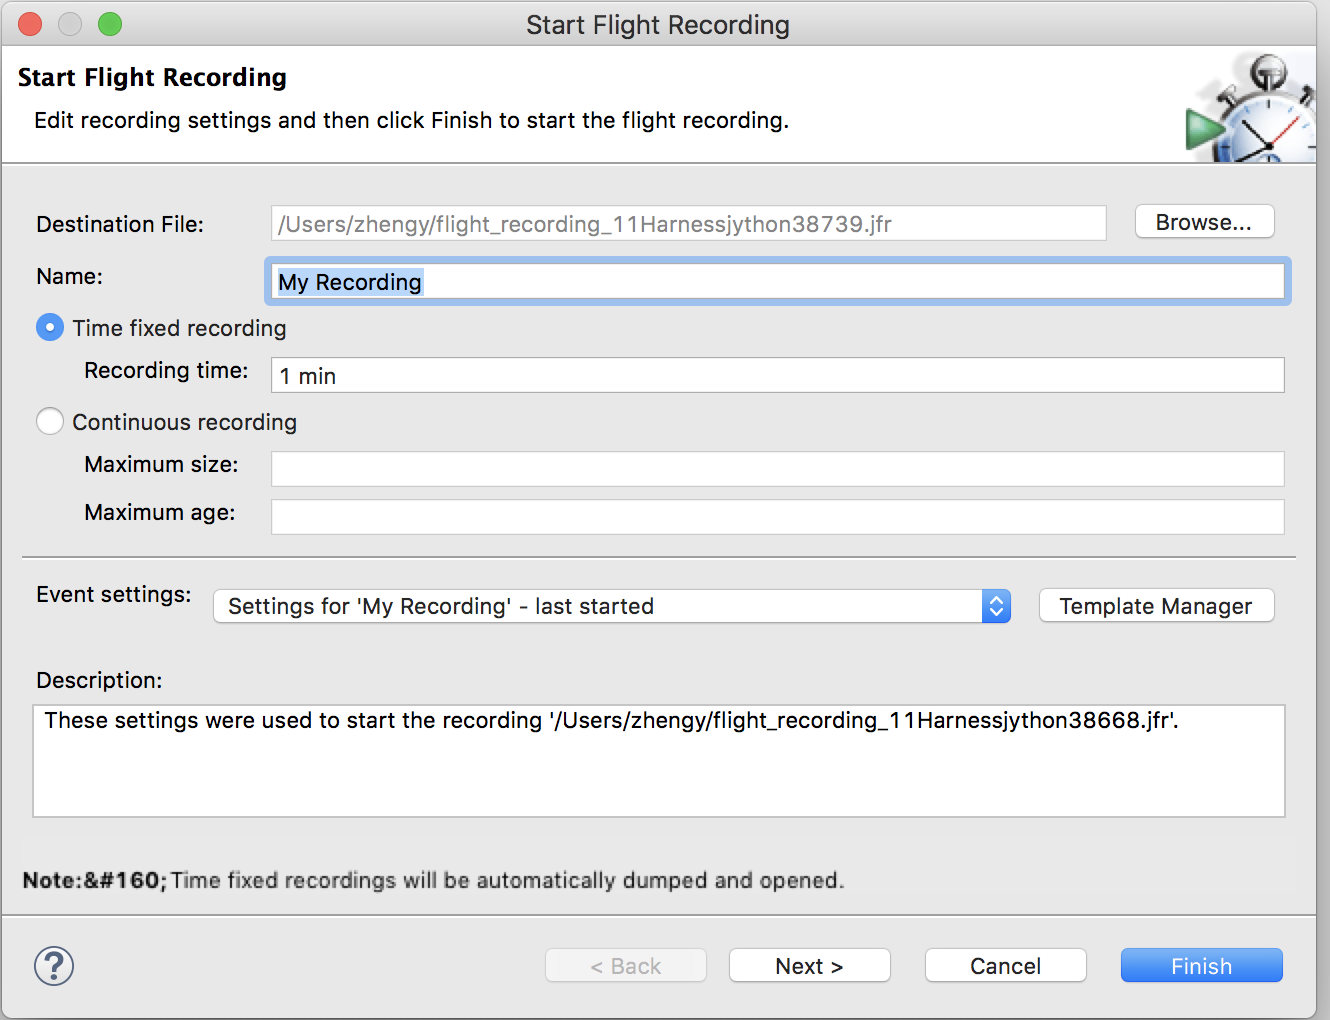 Start Flight Recording
Start Flight Recording
Edit recording settings and then click Finish to start the flight recording.
Destination File: /Users/zhengy/flight_recording_11Harnessjython38739.jfr Browse...
Name: My Recording
Time fixed recording
Recording time: 1 min
Continuous recording
Maximum size:
Maximum age:
Event settings: Settings for 'My Recording' - last started Template Manager
Description:
These settings were used to start the recording '/Users/zhengy/flight_recording_11Harnessjython38668.jfr'.
Note:&#160;Time fixed recordings will be automatically dumped and opened.
? < Back Next > Cancel Finish